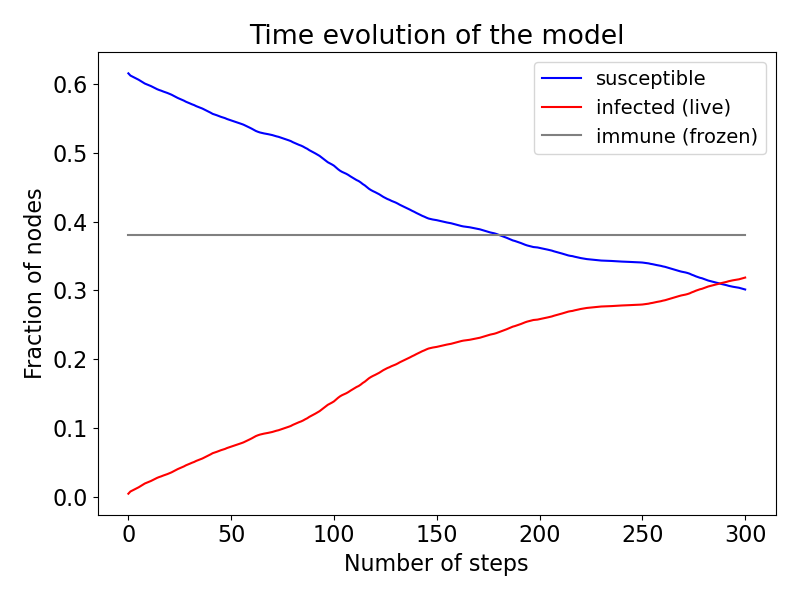 Time evolution of the model
susceptible
infected (live)
immune (frozen)
Fraction of nodes
0.6
0.5
0.4
0.3
0.2
0.1
0.0
0 50 100 150 200 250 300
Number of steps